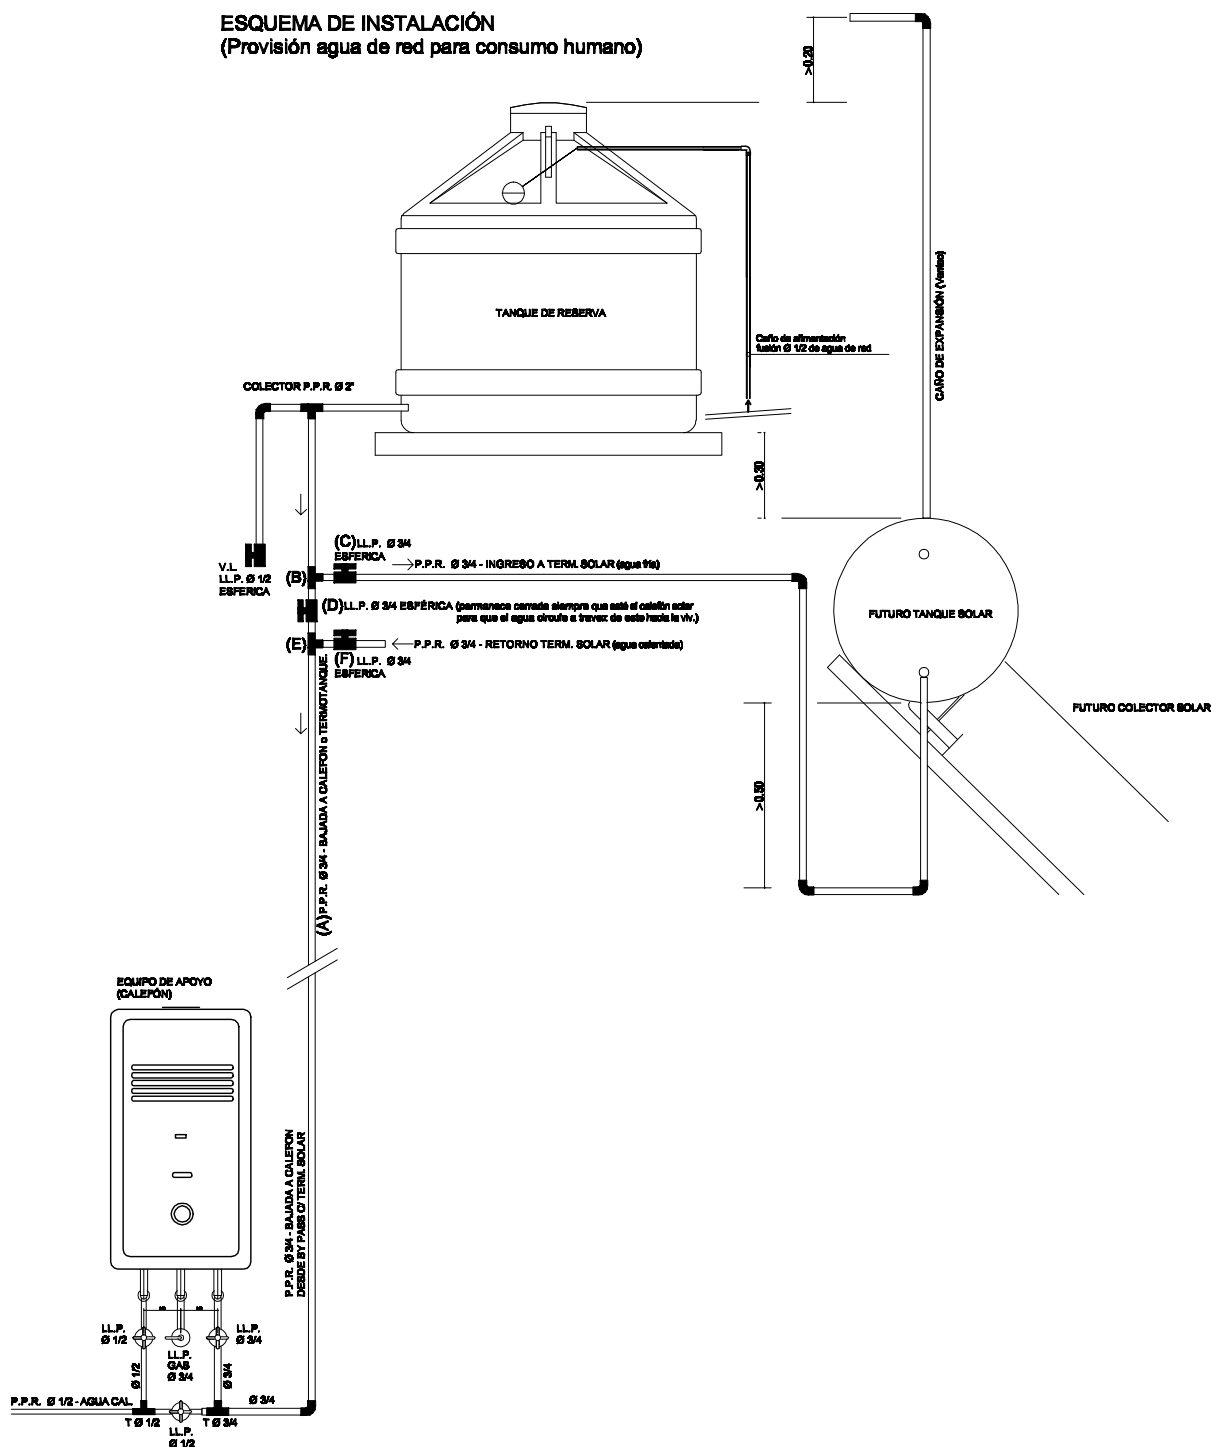 ESQUEMA DE INSTALACIÓN
(Provisión agua de red para consumo humano)
>0.20
CAÑO DE EXPANSIÓN (Venteo)
TANQUE DE RESERVA
Caño de alimentación
fusión Ø 1/2 de agua de red
COLECTOR P.P.R. Ø 2"
>0.30
V.L.
LL.P. Ø 1/2
ESFERICA
(B)
(C) LL.P. Ø 3/4
ESFERICA
P.P.R. Ø 3/4 - INGRESO A TERM. SOLAR (agua fria)
(D) LL.P. Ø 3/4 ESFÉRICA (permanece cerrada siempre que esté el calefón solar
para que el agua circule a travez de este hacia la viv.)
FUTURO TANQUE SOLAR
(E)
P.P.R. Ø 3/4 - RETORNO TERM. SOLAR (agua calentada)
(F) LL.P. Ø 3/4
ESFERICA
FUTURO COLECTOR SOLAR
>0.50
(A) P.P.R. Ø 3/4 - BAJADA A CALEFON o TERMOTANQUE.
EQUIPO DE APOYO
(CALEFÓN)
P.P.R. Ø 3/4 - BAJADA A CALEFON
DESDE BY PASS C/ TERM. SOLAR
LL.P.
Ø 1/2
LL.P.
GAS
Ø 3/4
LL.P.
Ø 3/4
Ø 1/2
Ø 3/4
P.P.R. Ø 1/2 - AGUA CAL.
Ø 3/4
T Ø 1/2
T Ø 3/4
LL.P.
Ø 1/2